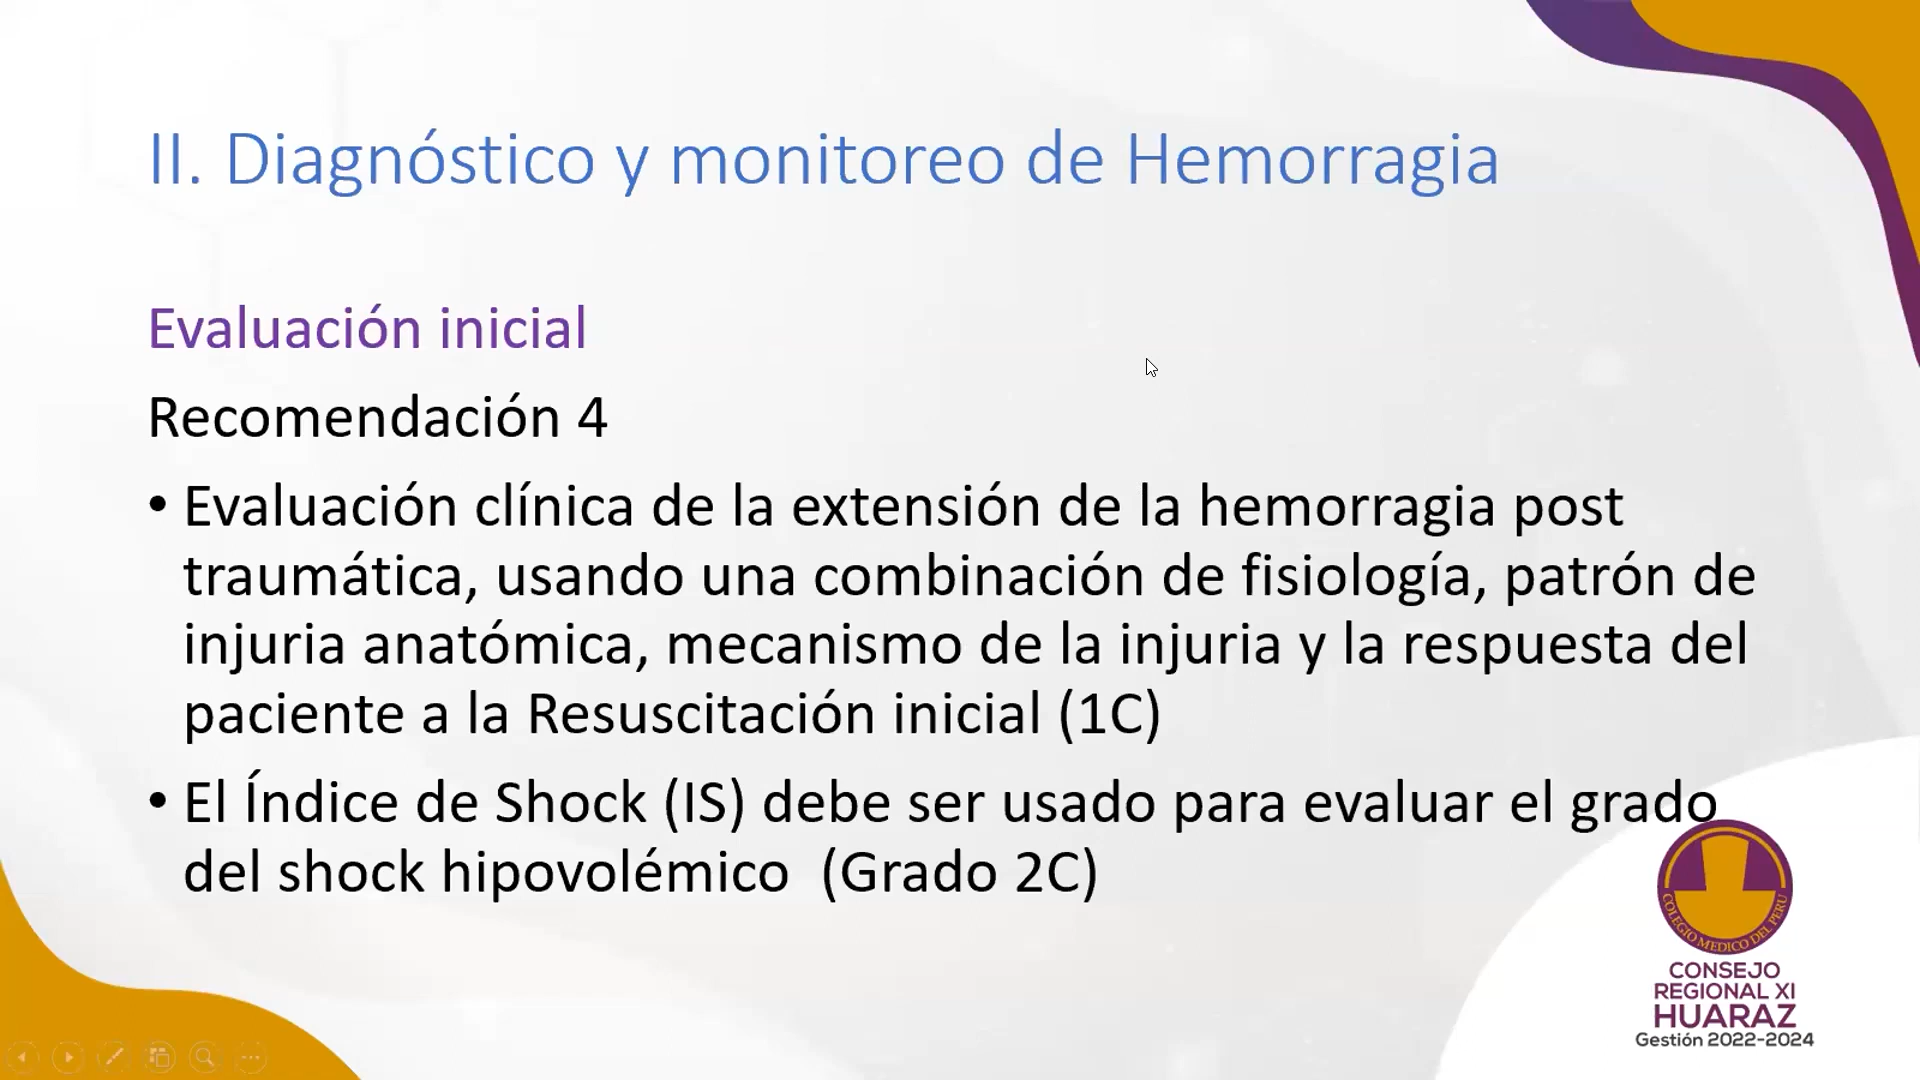 II. Diagnóstico y monitoreo de Hemorragia
Evaluación inicial
Recomendación 4
• Evaluación clínica de la extensión de la hemorragia post
traumática, usando una combinación de fisiología, patrón de
injuria anatómica, mecanismo de la injuria y la respuesta del
paciente a la Resuscitación inicial (1C)
• El Índice de Shock (IS) debe ser usado para evaluar el grado
del shock hipovolémico (Grado 2C)
COLEGIO MEDICO DEL PERU
CONSEJO
REGIONAL XI
HUARAZ
Gestión 2022-2024